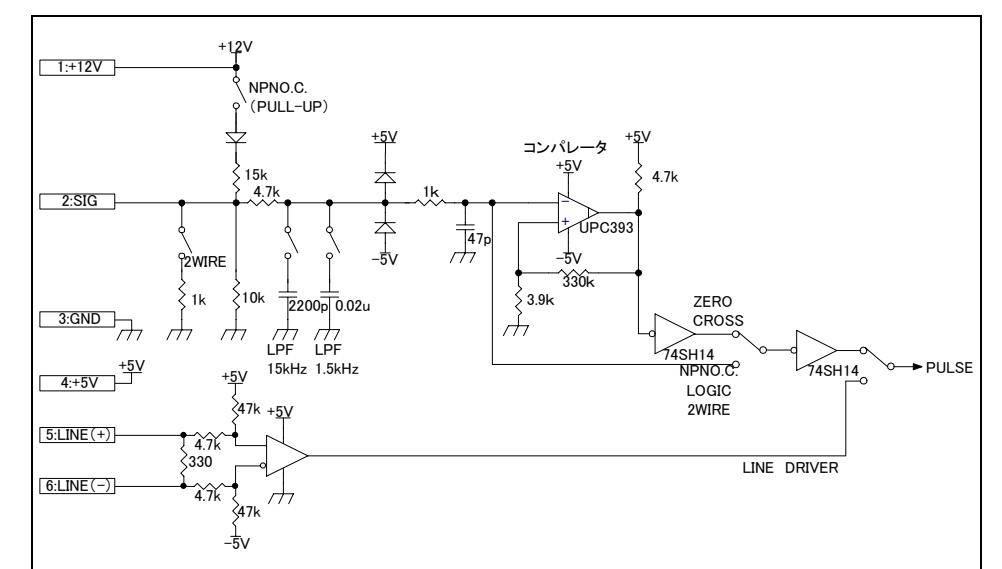 +12V
1:+12V
NPNO.C.
(PULL-UP)
+5V
コンパレータ
+5V
+5V
15k
4.7k
4.7k
1k
2:SIG
－
+
UPC393
47p
2WIRE
-5V
-5V
330k
1k
10k
2200p
0.02u
3.9k
3:GND
ZERO
CROSS
LPF
15kHz
LPF
1.5kHz
74SH14
74SH14
PULSE
NPNO.C.
LOGIC
2WIRE
+5V
4:+5V
+5V
47k
+5V
5:LINE(+)
4.7k
330
6:LINE(-)
4.7k
47k
-5V
LINE DRIVER